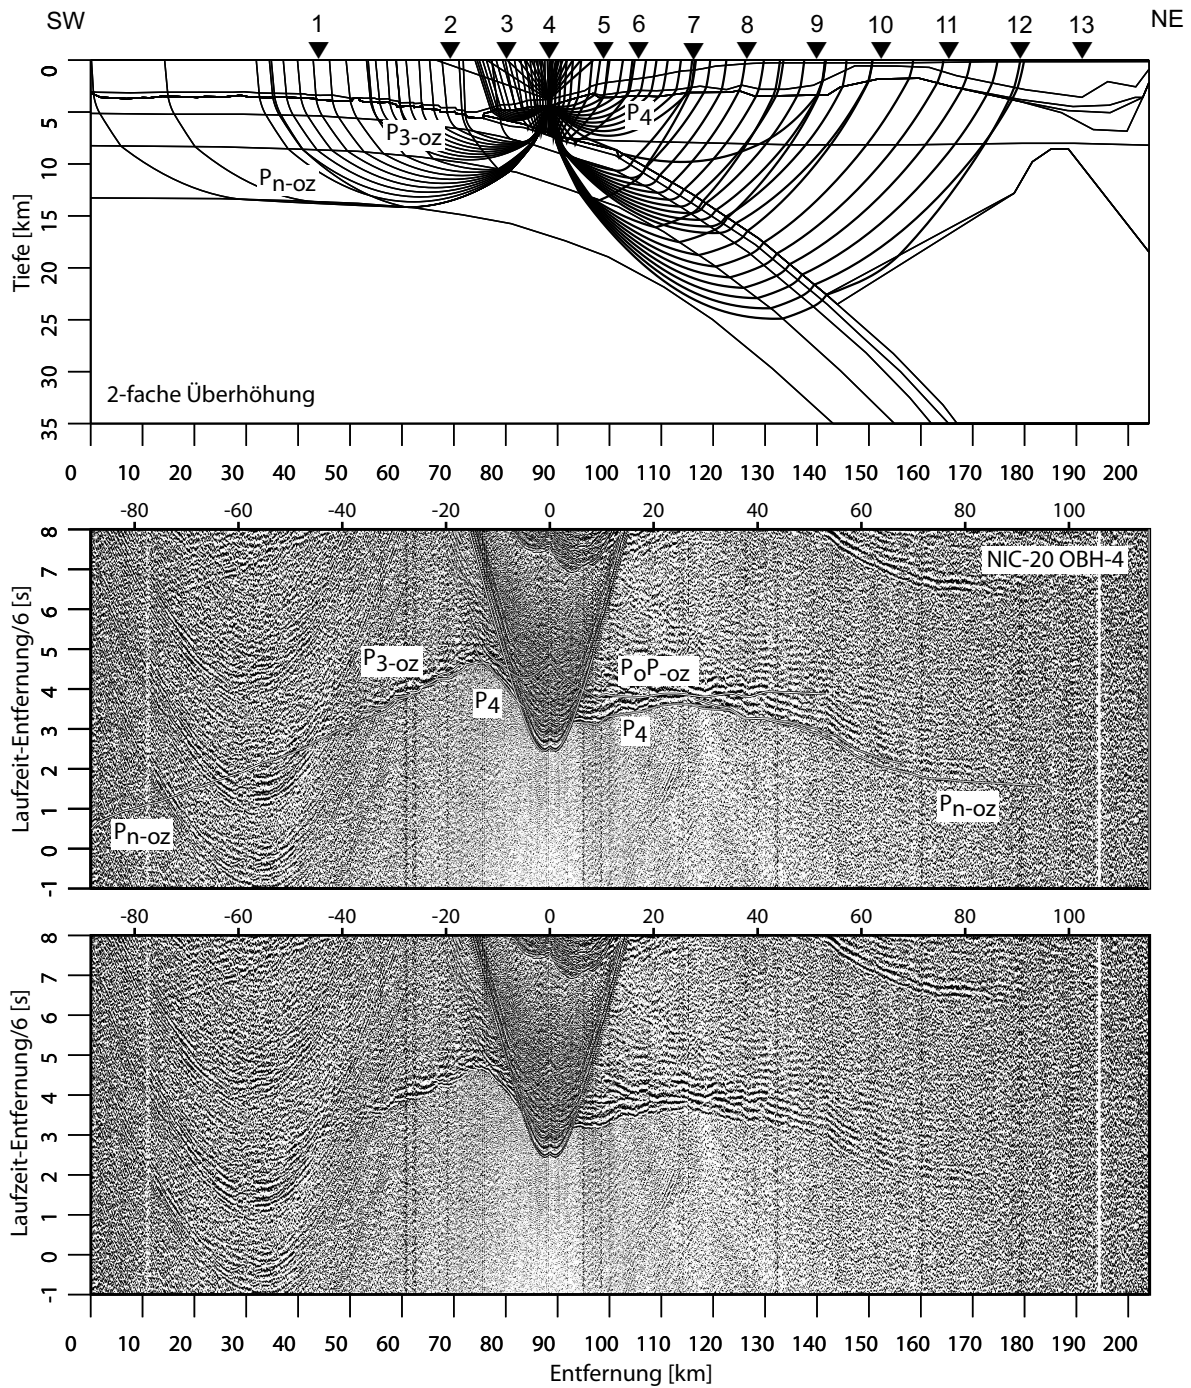 SW NE
1 2 3 4 5 6 7 8 9 10 11 12 13
0
5
10
15
20
25
30
35
Tiefe [km]
P3-oz
P4
Pn-oz
2-fache Überhöhung
0 10 20 30 40 50 60 70 80 90 100 110 120 130 140 150 160 170 180 190 200
-80 -60 -40 -20 0 20 40 60 80 100
8
7
6
5
4
3
2
1
0
-1
Laufzeit-Entfernung/6 [s]
NIC-20 OBH-4
P3-oz
PoP-oz
P4
P4
Pn-oz
Pn-oz
-80 -60 -40 -20 0 20 40 60 80 100
8
7
6
5
4
3
2
1
0
-1
Laufzeit-Entfernung/6 [s]
0 10 20 30 40 50 60 70 80 90 100 110 120 130 140 150 160 170 180 190 200
Entfernung [km]